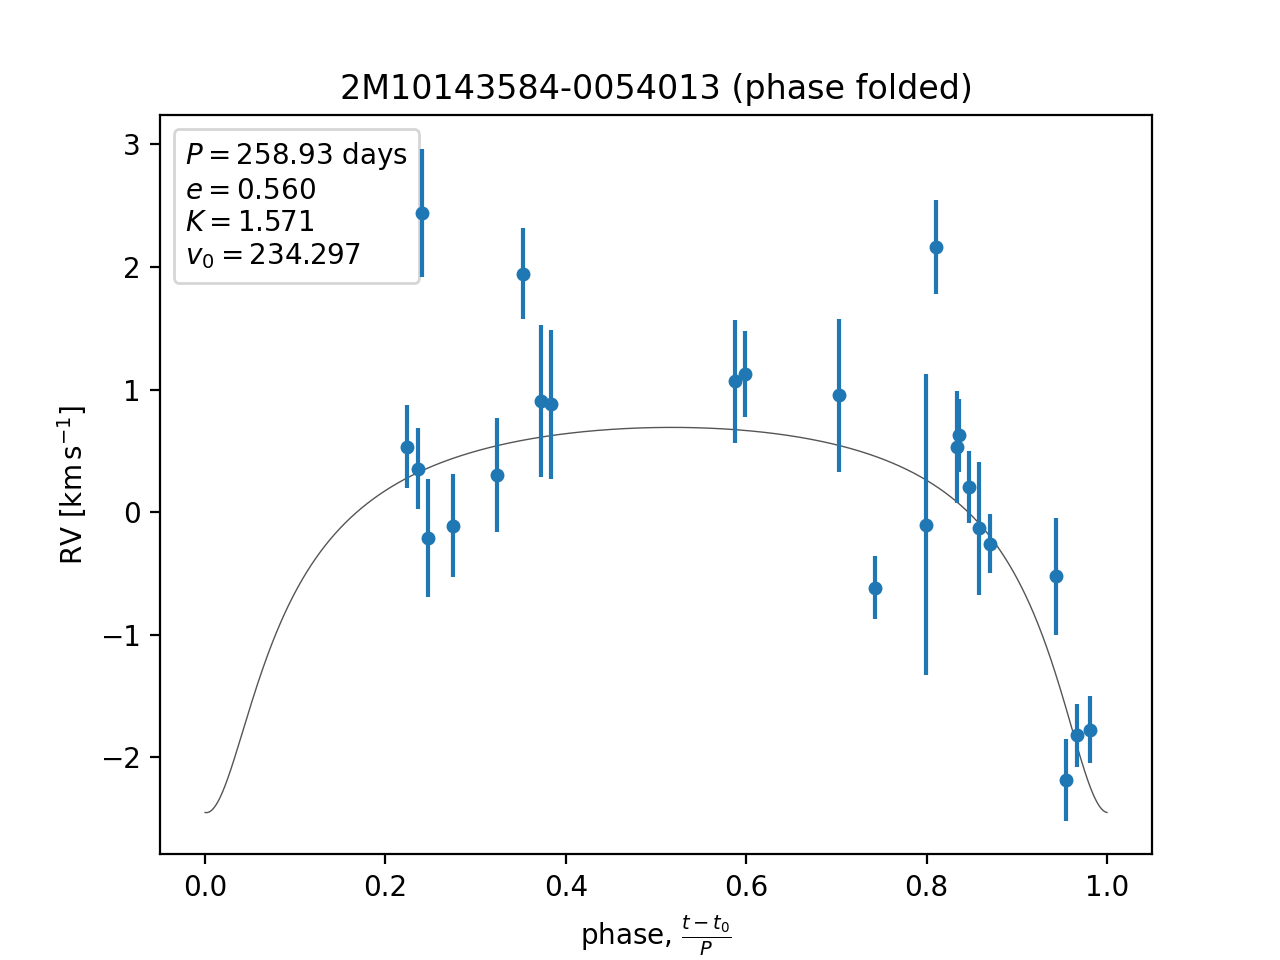 2M10143584-0054013 (phase folded)
P = 258.93 days
e = 0.560
K = 1.571
v₀ = 234.297
RV [km s⁻¹]
3
2
1
0
−1
−2
0.0 0.2 0.4 0.6 0.8 1.0
phase, (t − t₀)/P